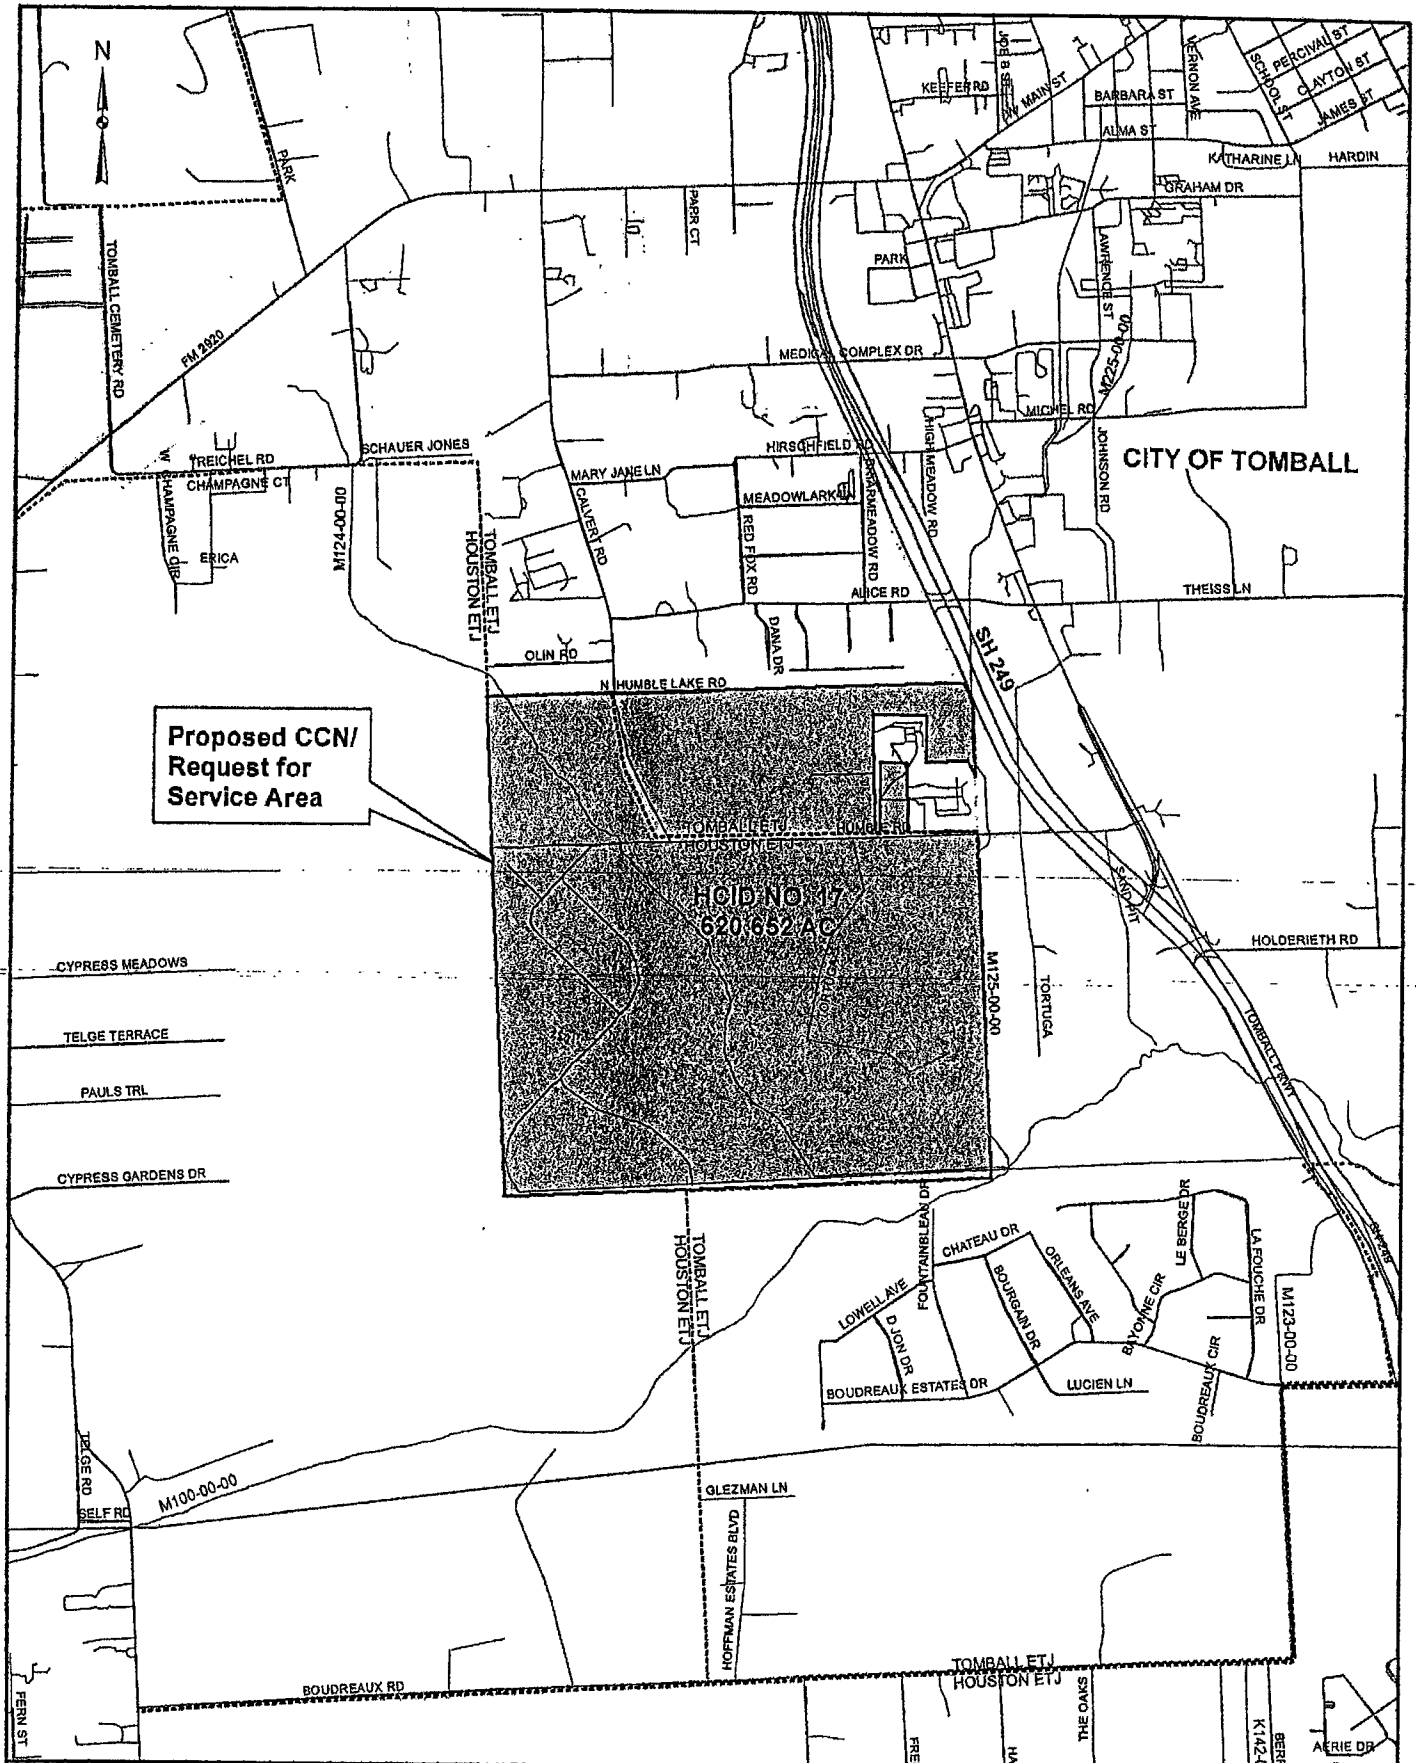 N
PERCIVAL ST
CLAYTON ST
JAMES ST
SCHOOL ST
VERNON AVE
KEEFER RD
W MAIN ST
BARBARA ST
ALMA ST
KATHARINE LN
HARDIN
GRAHAM DR
PARK
PARR CT
PARK
TOMBALL CEMETERY RD
FM 2920
MEDICAL COMPLEX DR
M225-00-00
MICHEL RD
JOHNSON RD
CITY OF TOMBALL
SCHAUER JONES
TREICHEL RD
CHAMPAGNE CT
W CHAMPAGNE CIR
ERICA
M124-00-00
HIRSCHFIELD RD
HIGH MEADOW RD
MARY JANE LN
MEADOWLARK
BRIARMEADOW RD
CALVERT RD
RED FOX RD
TOMBALL ETJ
HOUSTON ETJ
ALICE RD
THEISS LN
DANA DR
SH 249
OLIN RD
N HUMBLE LAKE RD
Proposed CCN/
Request for
Service Area
TOMBALL ETJ
HUMBLE RD
HOUSTON ETJ
HCID NO. 17
620.652 AC
SAND PIT
HOLDERIETH RD
CYPRESS MEADOWS
M125-00-00
TORTUGA
TELGE TERRACE
TOMBALL PKWY
PAULS TRL
CYPRESS GARDENS DR
FOUNTAINBLEAU DR
CHATEAU DR
LE BERGE DR
SH 249
TOMBALL ETJ
HOUSTON ETJ
LOWELL AVE
D JON DR
BOURGAIN DR
ORLEANS AVE
BAYONNE CIR
LA FOUCHE DR
M123-00-00
BOUDREAUX ESTATES DR
LUCIEN LN
BOUDREAUX CIR
TELGE RD
M100-00-00
SELF RD
GLEZMAN LN
HOFFMAN ESTATES BLVD
TOMBALL ETJ
HOUSTON ETJ
BOUDREAUX RD
FERN ST
THE OAKS
AERIE DR